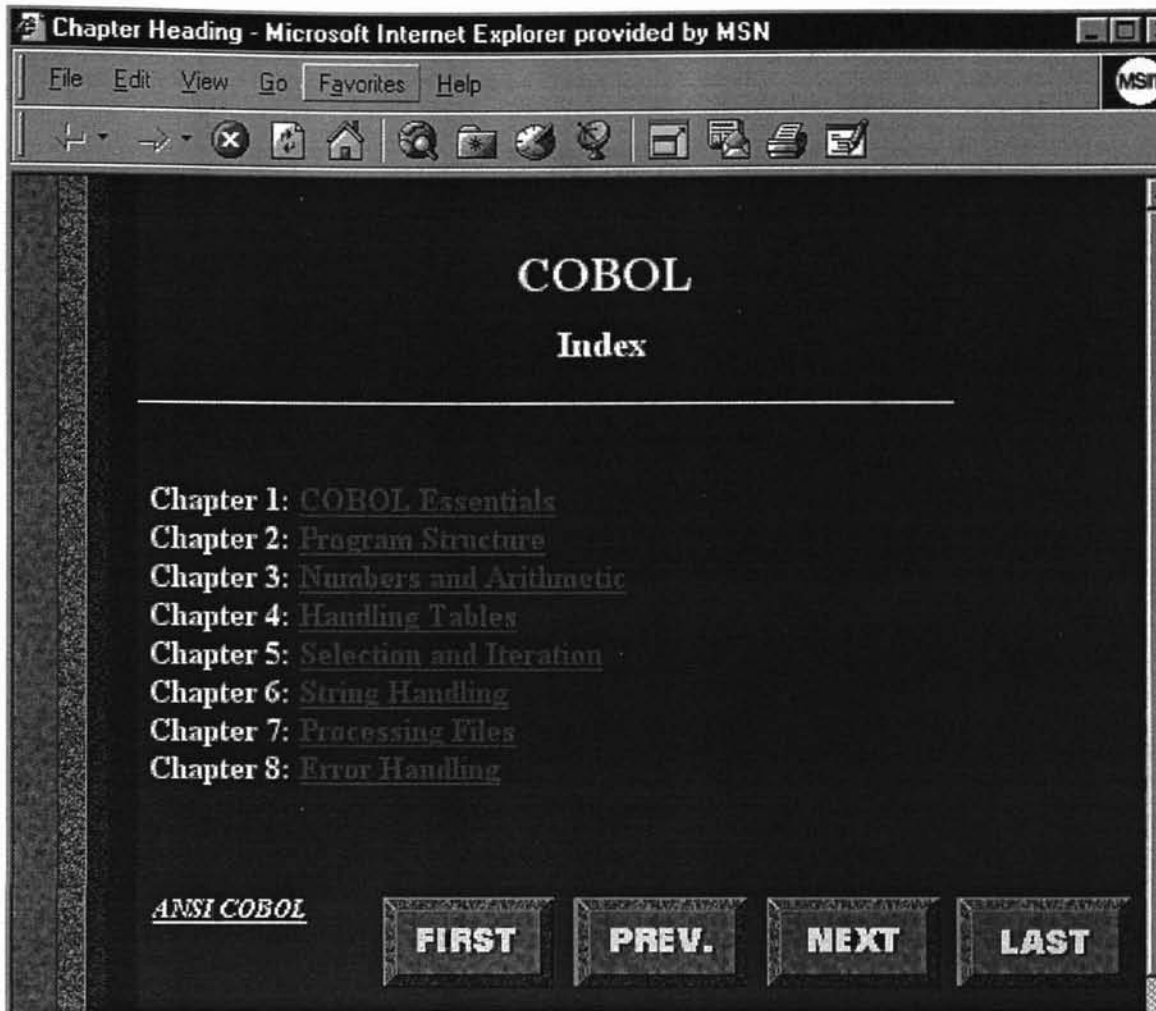 Chapter Heading - Microsoft Internet Explorer provided by MSN
File Edit View Go Favorites Help
MSN
COBOL
Index
Chapter 1: COBOL Essentials
Chapter 2: Program Structure
Chapter 3: Numbers and Arithmetic
Chapter 4: Handling Tables
Chapter 5: Selection and Iteration
Chapter 6: String Handling
Chapter 7: Processing Files
Chapter 8: Error Handling
ANSI COBOL
FIRST PREV. NEXT LAST